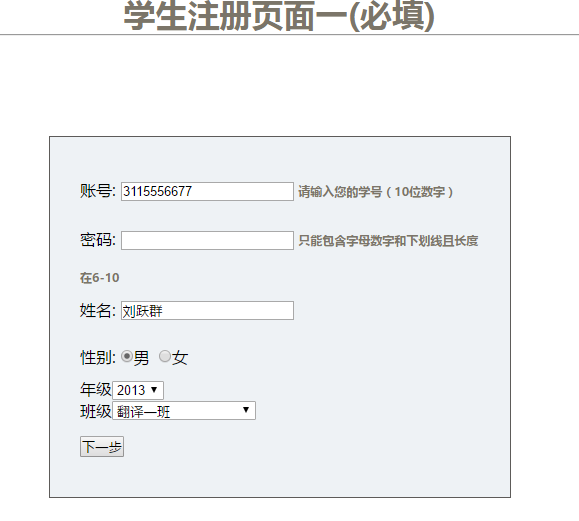 学生注册页面一(必填)
账号: 3115556677 请输入您的学号（10位数字）
密码: 只能包含字母数字和下划线且长度
在6-10
姓名: 刘跃群
性别: 男 女
年级 2013
班级 翻译一班
下一步